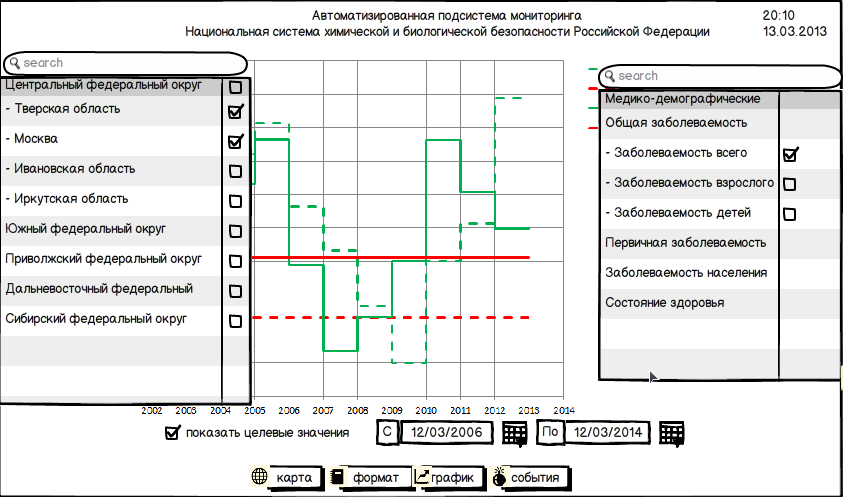 Автоматизированная подсистема мониторинга
20:10
Национальная система химической и биологической безопасности Российской Федерации
13.03.2013
search
Центральный федеральный округ
- Тверская область
- Москва
- Ивановская область
- Иркутская область
Южный федеральный округ
Приволжский федеральный округ
Дальневосточный федеральный
Сибирский федеральный округ
search
Медико-демографические
Общая заболеваемость
- Заболеваемость всего
- Заболеваемость взрослого
- Заболеваемость детей
Первичная заболеваемость
Заболеваемость населения
Состояние здоровья
2002 2003 2004 2005 2006 2007 2008 2009 2010 2011 2012 2013 2014
показать целевые значения
С 12/03/2006
По 12/03/2014
карта
формат
график
события